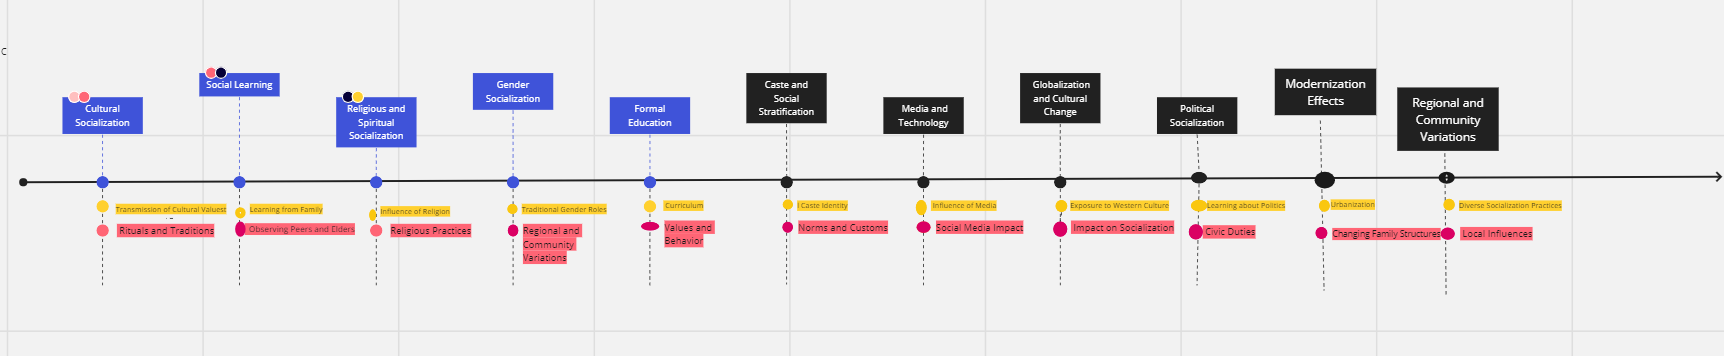 C
Cultural
Socialization
Social Learning
Religious and
Spiritual
Socialization
Gender
Socialization
Formal
Education
Caste and
Social
Stratification
Media and
Technology
Globalization
and Cultural
Change
Political
Socialization
Modernization
Effects
Regional and
Community
Variations
Transmission of Cultural Valuest
Rituals and Traditions
Learning from Family
Observing Peers and Elders
Influence of Religion
Religious Practices
Traditional Gender Roles
Regional and
Community
Variations
Curriculum
Values and
Behavior
l Caste Identity
Norms and Customs
Influence of Media
Social Media Impact
Exposure to Western Culture
Impact on Socialization
Learning about Politics
Civic Duties
Urbanization
Changing Family Structures
Diverse Socialization Practices
Local Influences